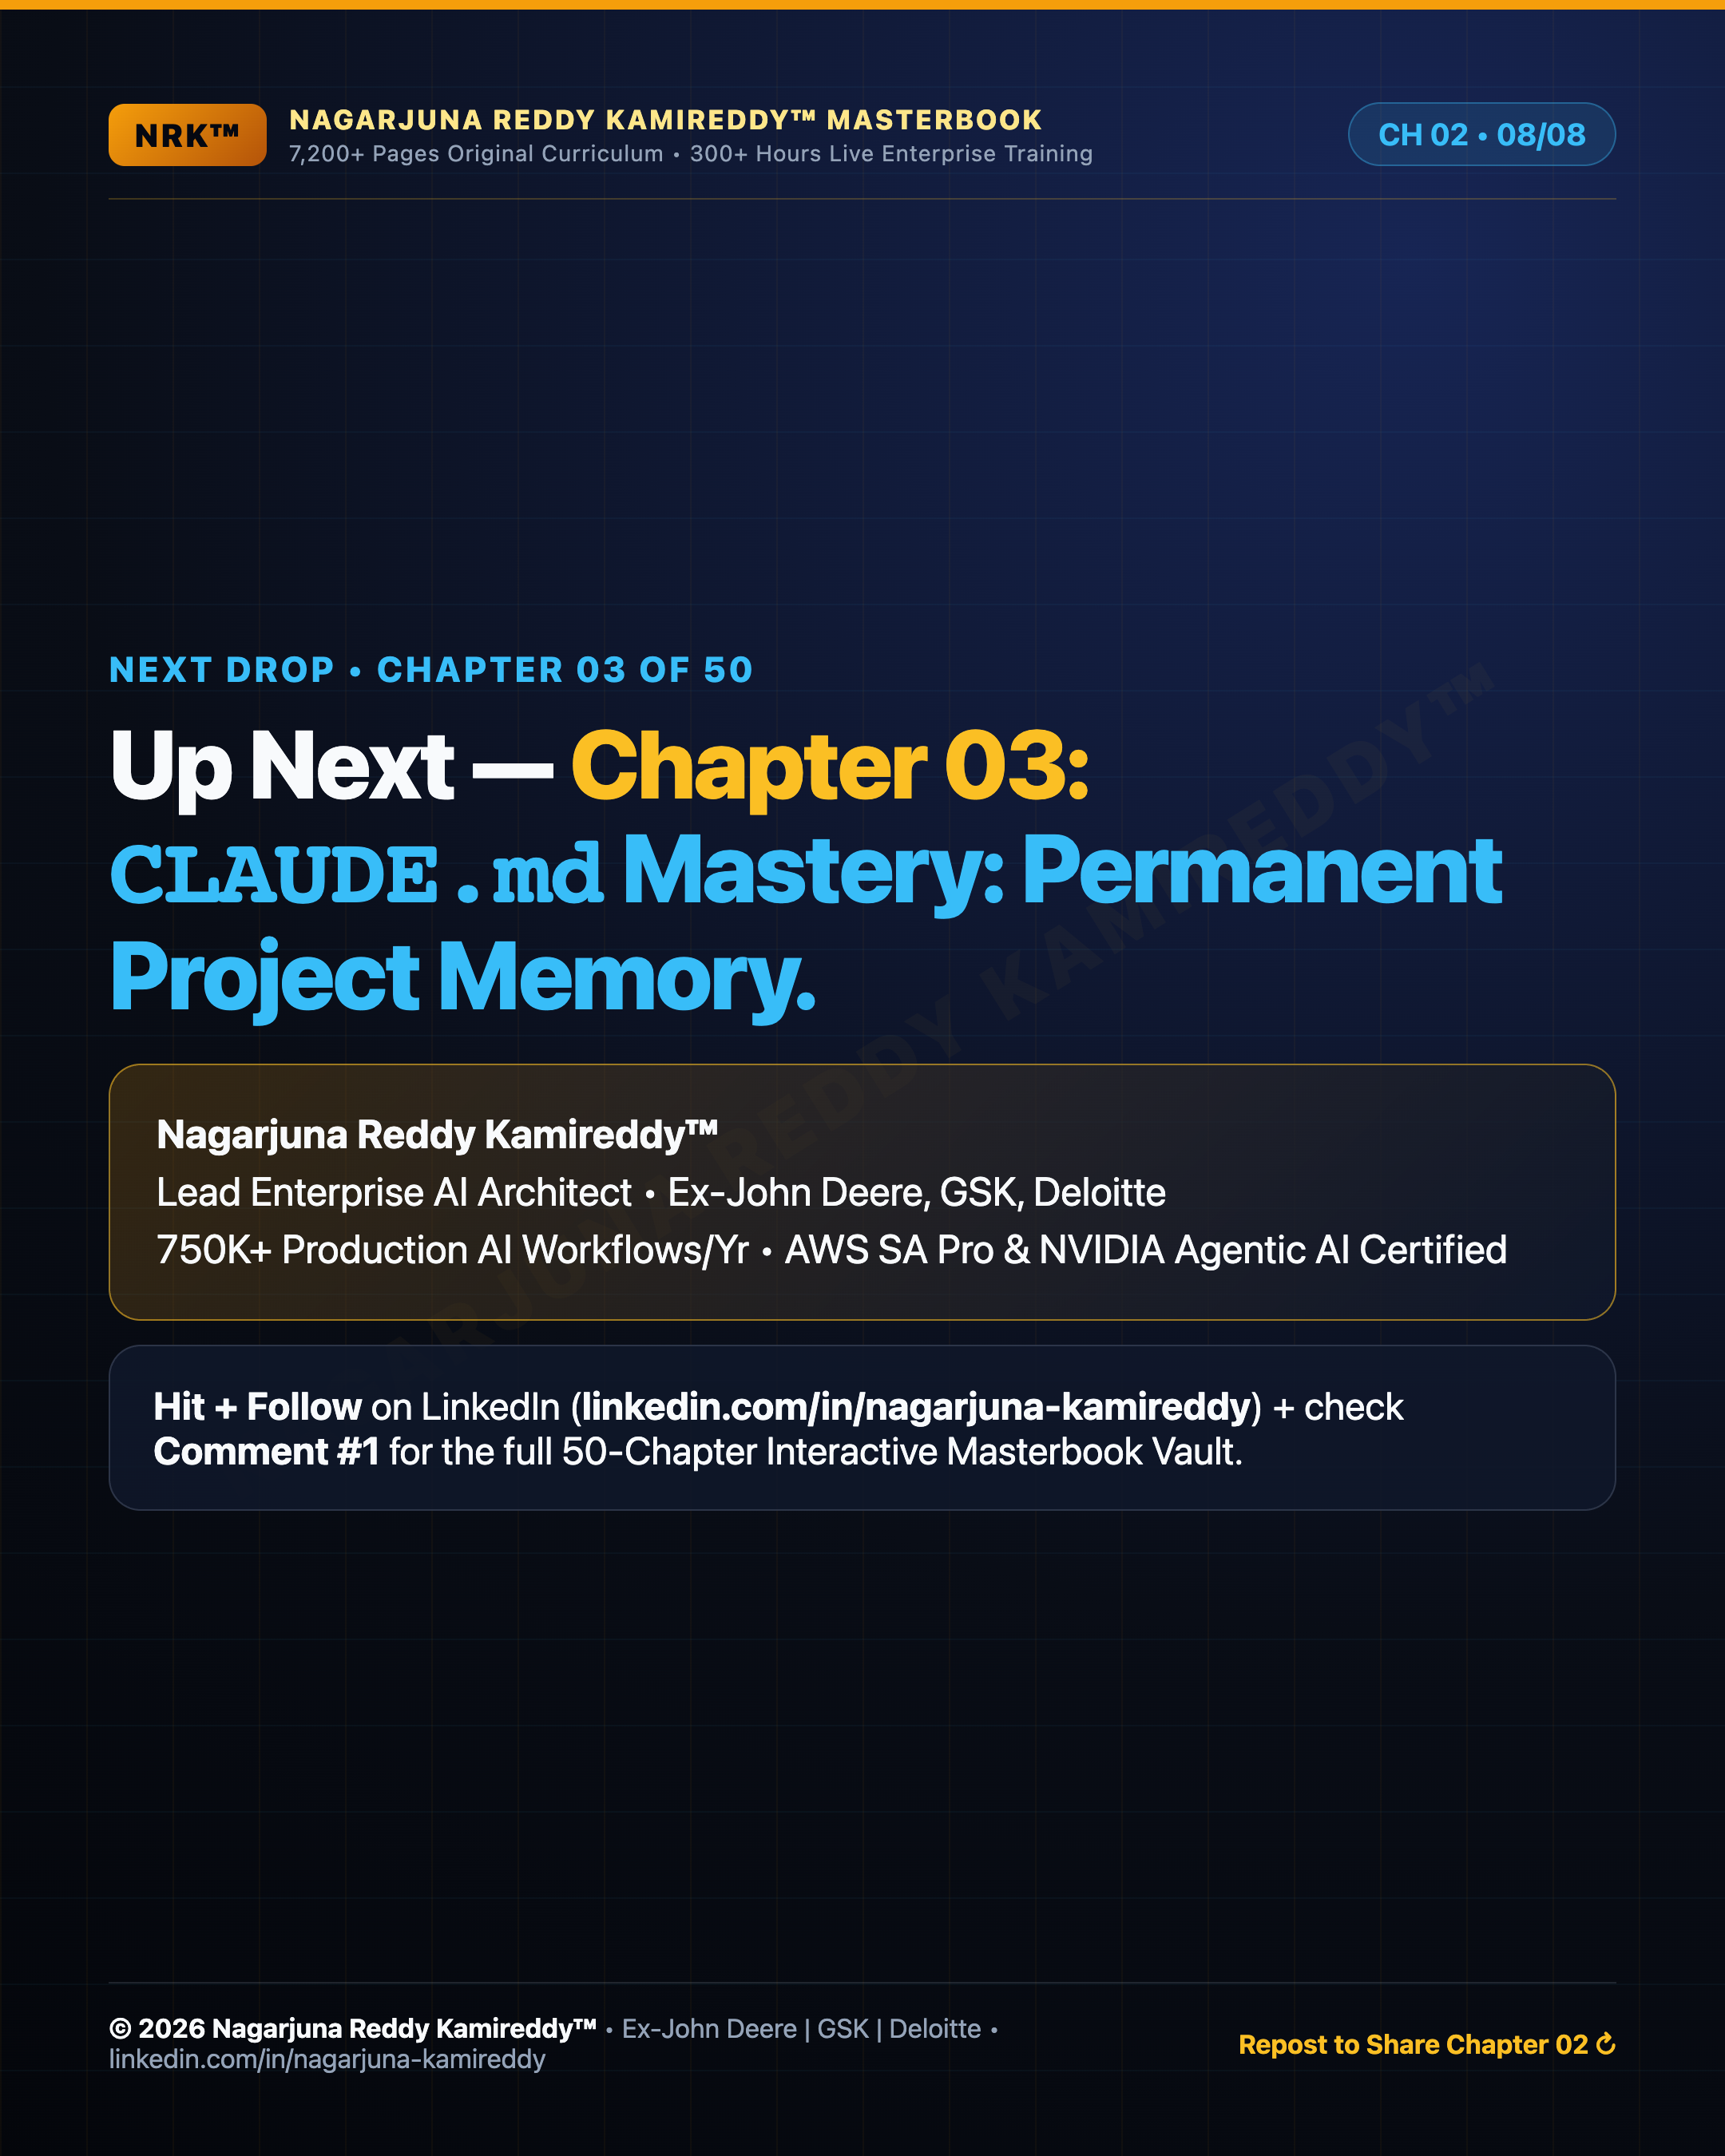 NRK™
NAGARJUNA REDDY KAMIREDDY™ MASTERBOOK
7,200+ Pages Original Curriculum • 300+ Hours Live Enterprise Training
CH 02 • 08/08
NEXT DROP • CHAPTER 03 OF 50
Up Next — Chapter 03:
CLAUDE.md Mastery: Permanent
Project Memory.
Nagarjuna Reddy Kamireddy™
Lead Enterprise AI Architect • Ex-John Deere, GSK, Deloitte
750K+ Production AI Workflows/Yr • AWS SA Pro & NVIDIA Agentic AI Certified
Hit + Follow on LinkedIn (linkedin.com/in/nagarjuna-kamireddy) + check
Comment #1 for the full 50-Chapter Interactive Masterbook Vault.
© 2026 Nagarjuna Reddy Kamireddy™ • Ex-John Deere | GSK | Deloitte •
linkedin.com/in/nagarjuna-kamireddy
Repost to Share Chapter 02 ↻